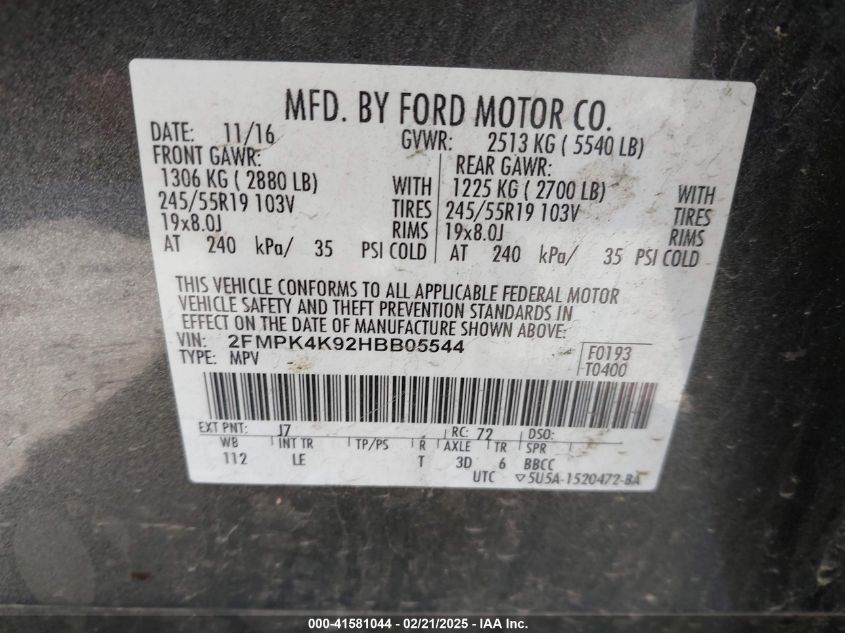 MFD. BY FORD MOTOR CO.
DATE: 11/16 GVWR: 2513 KG ( 5540 LB)
FRONT GAWR: REAR GAWR:
1306 KG ( 2880 LB) WITH 1225 KG ( 2700 LB) WITH
245/55R19 103V TIRES 245/55R19 103V TIRES
19x8.0J RIMS 19x8.0J RIMS
AT 240 kPa/ 35 PSI COLD AT 240 kPa/ 35 PSI COLD
THIS VEHICLE CONFORMS TO ALL APPLICABLE FEDERAL MOTOR
VEHICLE SAFETY AND THEFT PREVENTION STANDARDS IN
EFFECT ON THE DATE OF MANUFACTURE SHOWN ABOVE:
VIN: 2FMPK4K92HBB05544 F0193
TYPE: MPV T0400
EXT PNT: J7 RC: 72 DSO:
WB INT TR TP/PS R AXLE TR SPR
112 LE T 3D 6 BBCC
UTC ▽5U5A-1520472-BA
000-41581044 / 02/21/2025 / © IAA Holdings, LLC.